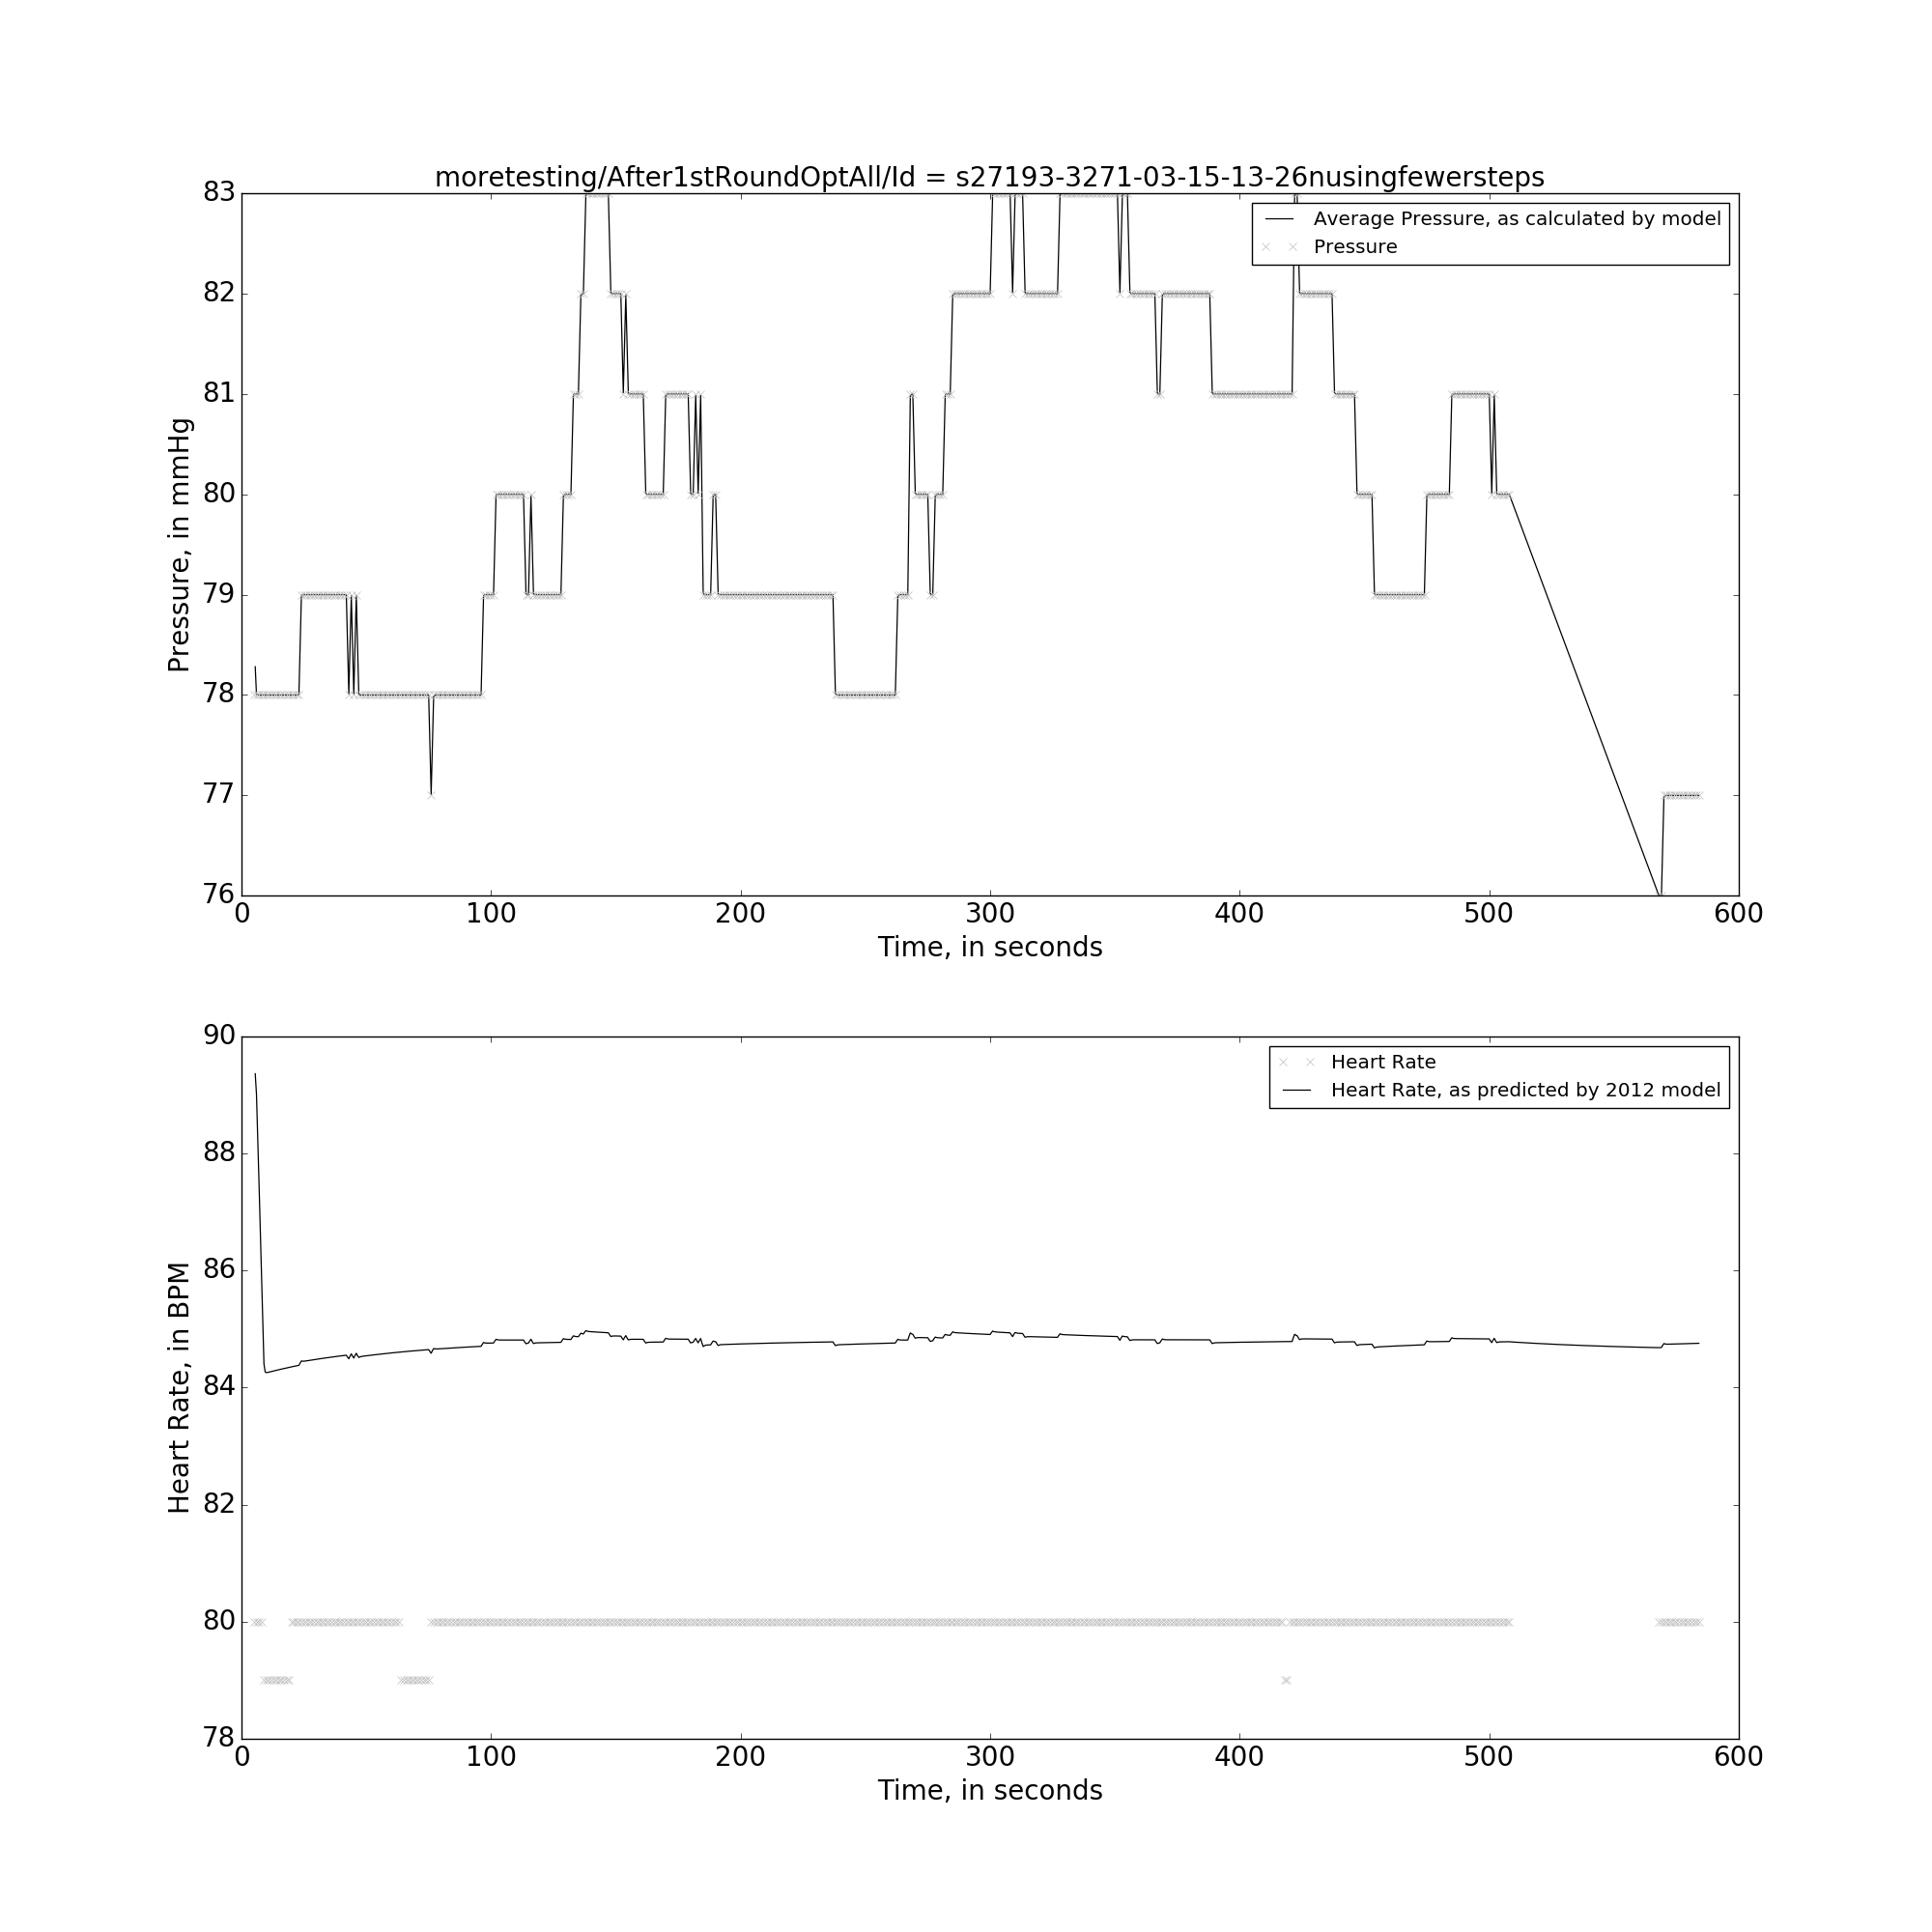 moretesting/After1stRoundOptAll/Id = s27193-3271-03-15-13-26nusingfewersteps
83
82
81
80
79
78
77
76
Pressure, in mmHg
Average Pressure, as calculated by model
Pressure
0 100 200 300 400 500 600
Time, in seconds
90
88
86
84
82
80
78
Heart Rate, in BPM
Heart Rate
Heart Rate, as predicted by 2012 model
0 100 200 300 400 500 600
Time, in seconds